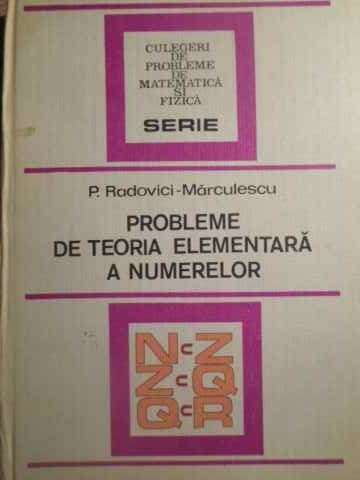 CULEGERI
DE
PROBLEME
DE
MATEMATICĂ
ȘI
FIZICĂ
SERIE
P. Radovici-Mărculescu
PROBLEME
DE TEORIA ELEMENTARĂ
A NUMERELOR
N⊂Z
Z⊂Q
Q⊂R